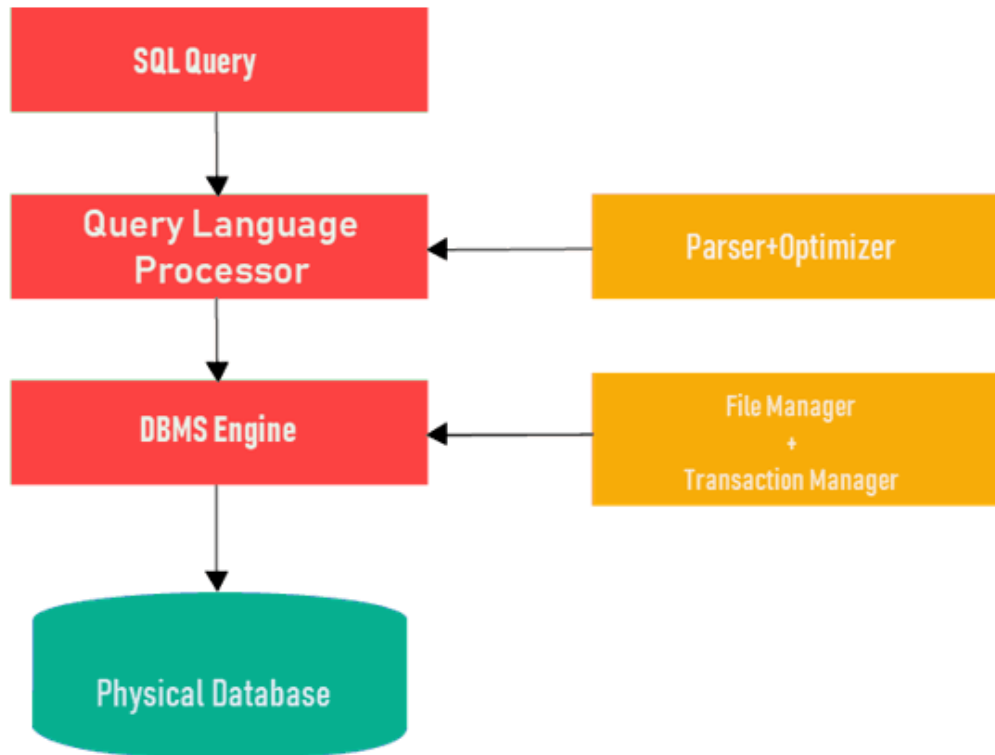 SQL Query
Query Language
Processor
Parser+Optimizer
DBMS Engine
File Manager
+
Transaction Manager
Physical Database